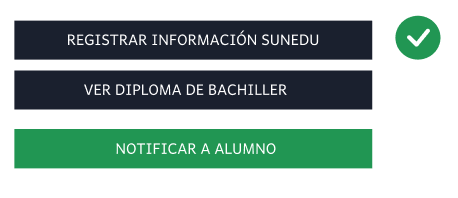 REGISTRAR INFORMACIÓN SUNEDU
VER DIPLOMA DE BACHILLER
NOTIFICAR A ALUMNO